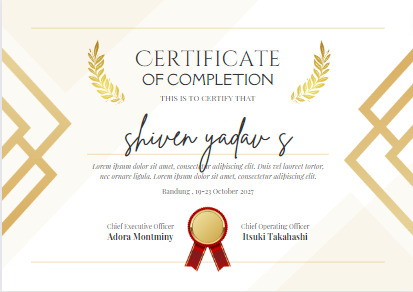 CERTIFICATE
OF COMPLETION
THIS IS TO CERTIFY THAT
shiven yadav s
Lorem ipsum dolor sit amet, consectetur adipiscing elit. Duis vel laoreet tortor,
nec ornare ligula. Lorem ipsum dolor sit amet, consectetur adipiscing elit.
Bandung , 19-23 October 2027
Chief Executive Officer
Adora Montminy
Chief Operating Officer
Itsuki Takahashi